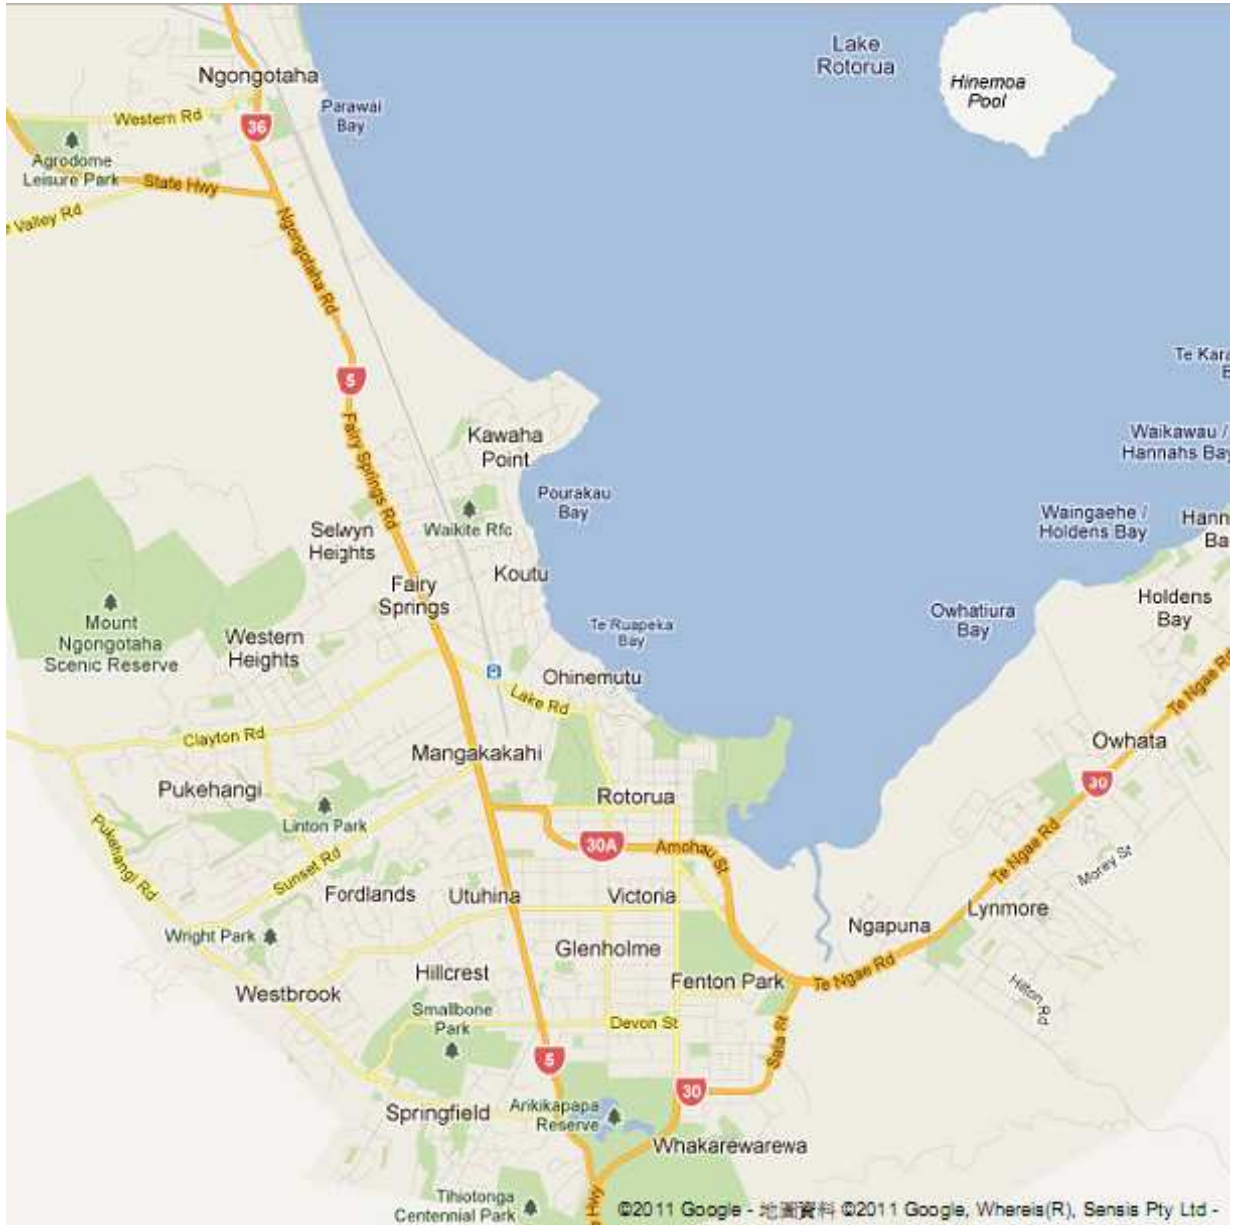 Lake
Rotorua
Ngongotaha
Hinemoa
Pool
Parawai
Bay
Western Rd
36
Agrodome
Leisure Park
State Hwy
Valley Rd
Ngongotaha Rd
Te Kara
5
Fairy Springs Rd
Kawaha
Point
Waikawau /
Hannahs Bay
Pourakau
Bay
Waingaehe /
Holdens Bay
Hann
Ba
Selwyn
Heights
Waikite Rfc
Koutu
Fairy
Springs
Holdens
Bay
Owhatiura
Bay
Mount
Ngongotaha
Scenic Reserve
Western
Heights
Te Ruapeka
Bay
Ohinemutu
Lake Rd
Te Ngae Rd
Clayton Rd
Mangakakahi
Owhata
Pukehangi
30
Rotorua
Linton Park
30A
Amohau St
Te Ngae Rd
Morey St
Pukehangi Rd
Sunset Rd
Fordlands
Utuhina
Victoria
Lynmore
Ngapuna
Wright Park
Glenholme
Hillcrest
Fenton Park
Te Ngae Rd
Westbrook
Hilton Rd
Smallbone
Park
Devon St
Sala St
5
30
Springfield
Arikikapapa
Reserve
Whakarewarewa
Tihiotonga
Centennial Park
e Hwy
©2011 Google - 地圖資料 ©2011 Google, Whereis(R), Sensis Pty Ltd -